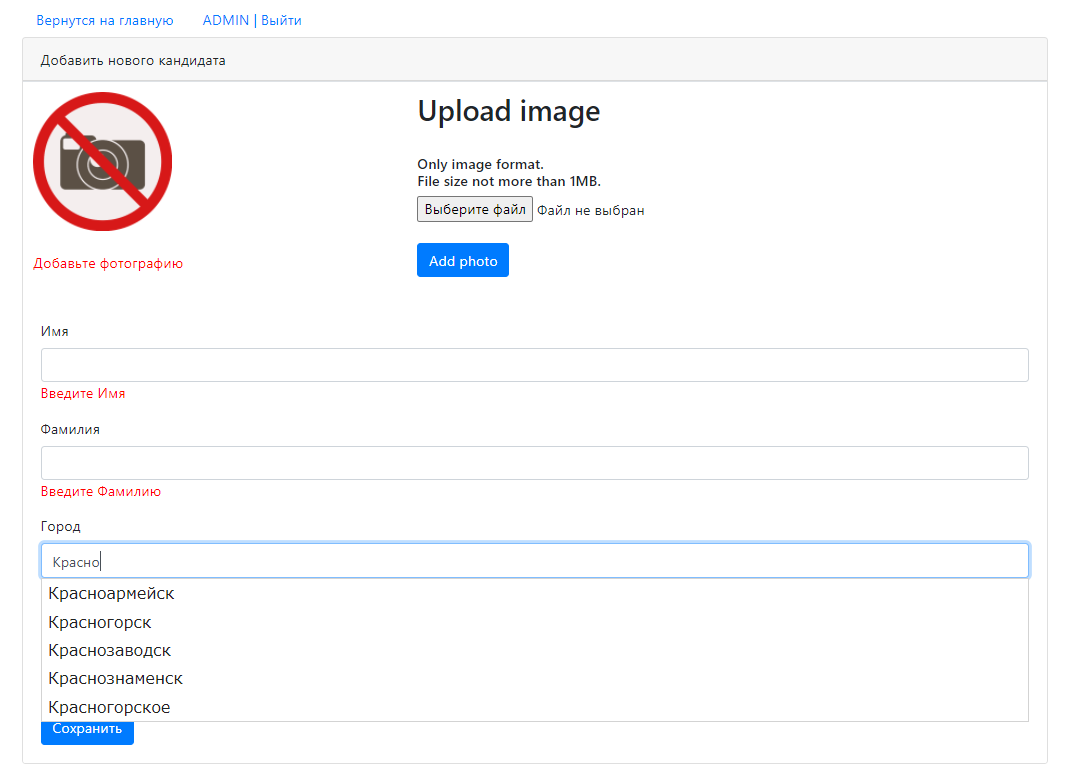 Вернутся на главную ADMIN | Выйти
Добавить нового кандидата
Upload image
Only image format.
File size not more than 1MB.
Выберите файл Файл не выбран
Добавьте фотографию
Add photo
Имя
Введите Имя
Фамилия
Введите Фамилию
Город
Красно
Красноармейск
Красногорск
Краснозаводск
Краснознаменск
Красногорское
Сохранить